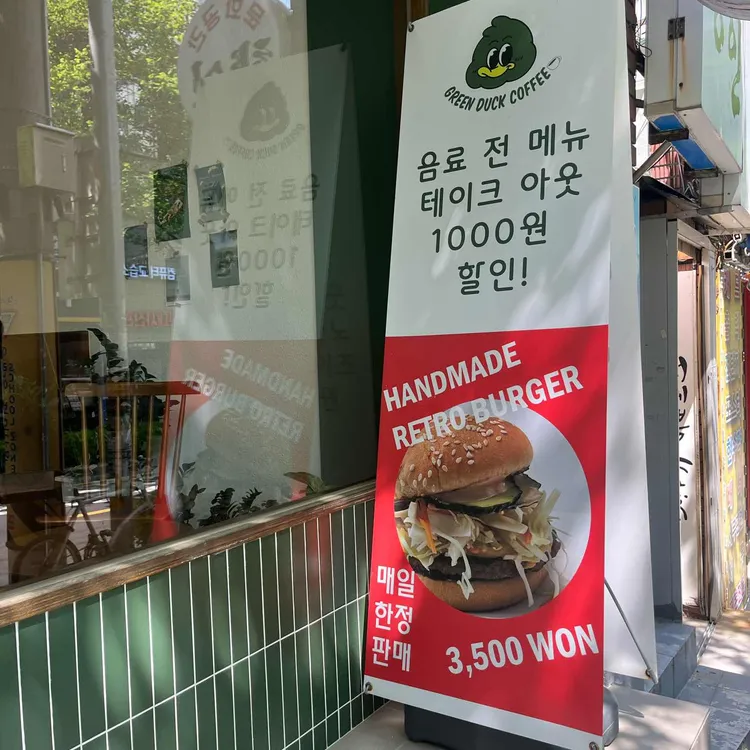 GREEN DUCK COFFEE
음료 전 메뉴
테이크 아웃
1000원
할인!
HANDMADE
RETRO BURGER
매일
한정
판매
3,500 WON